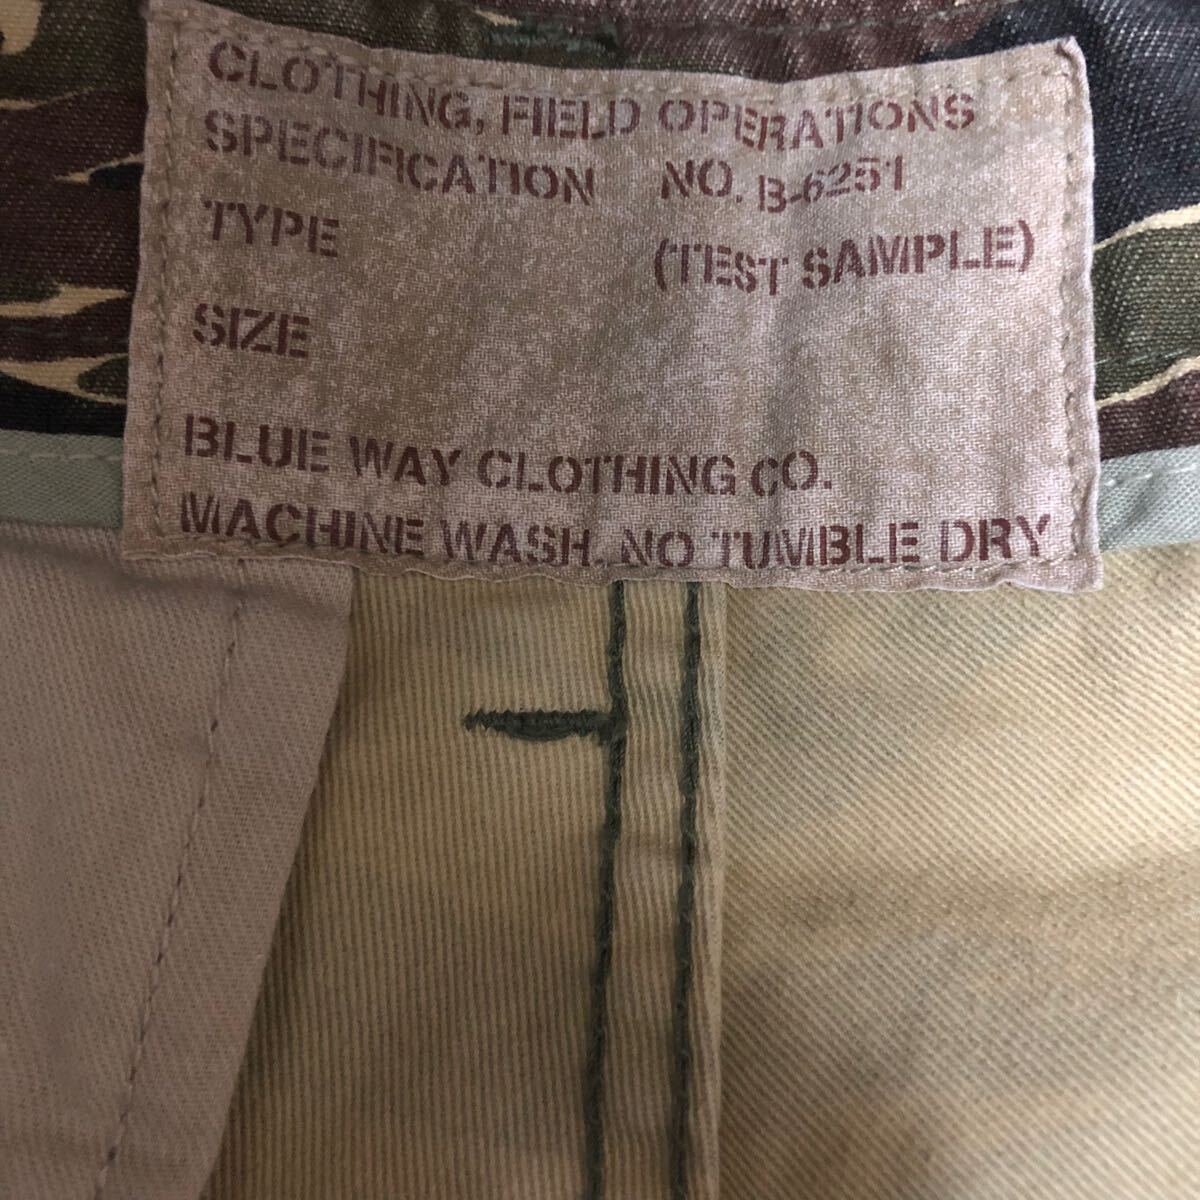 CLOTHING, FIELD OPERATIONS
SPECIFICATION NO. B-6251
TYPE (TEST SAMPLE)
SIZE
BLUE WAY CLOTHING CO.
MACHINE WASH, NO TUMBLE DRY